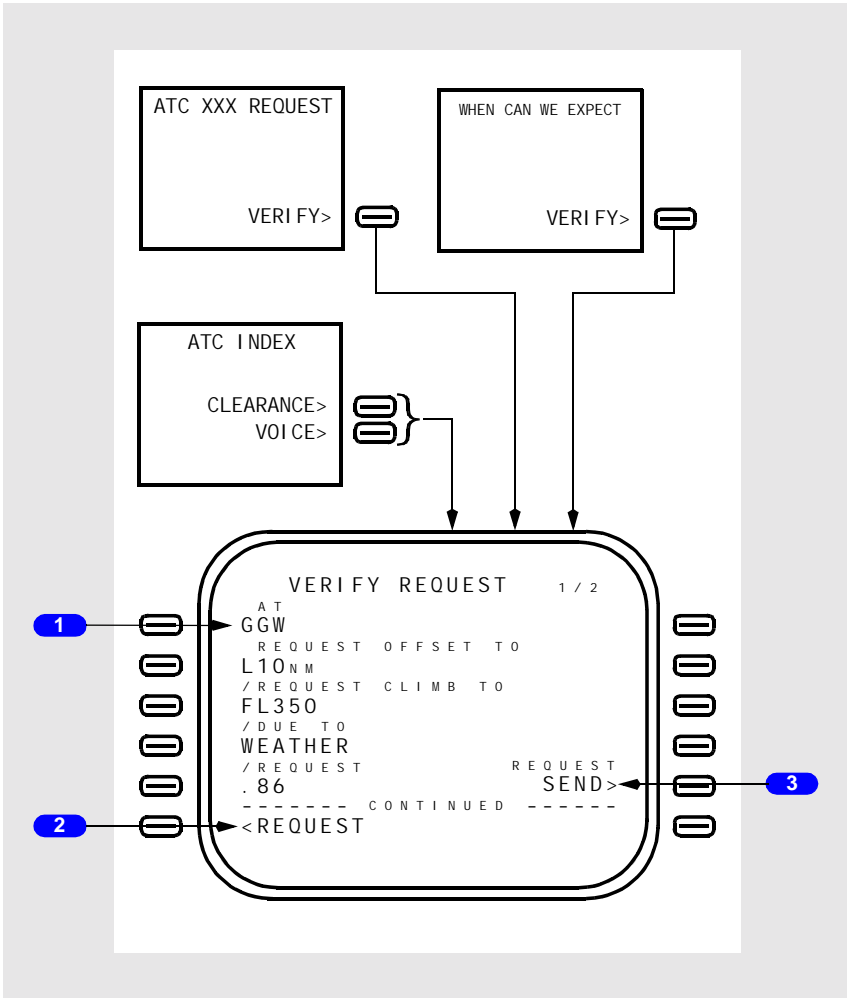 ATC XXX REQUEST
VERIFY>
WHEN CAN WE EXPECT
VERIFY>
ATC INDEX
CLEARANCE>
VOICE>
VERIFY REQUEST 1/2
AT
1
GGW
REQUEST OFFSET TO
L10NM
/REQUEST CLIMB TO
FL350
/DUE TO
WEATHER
/REQUEST REQUEST
.86 SEND> 3
------- CONTINUED ------
2 <REQUEST